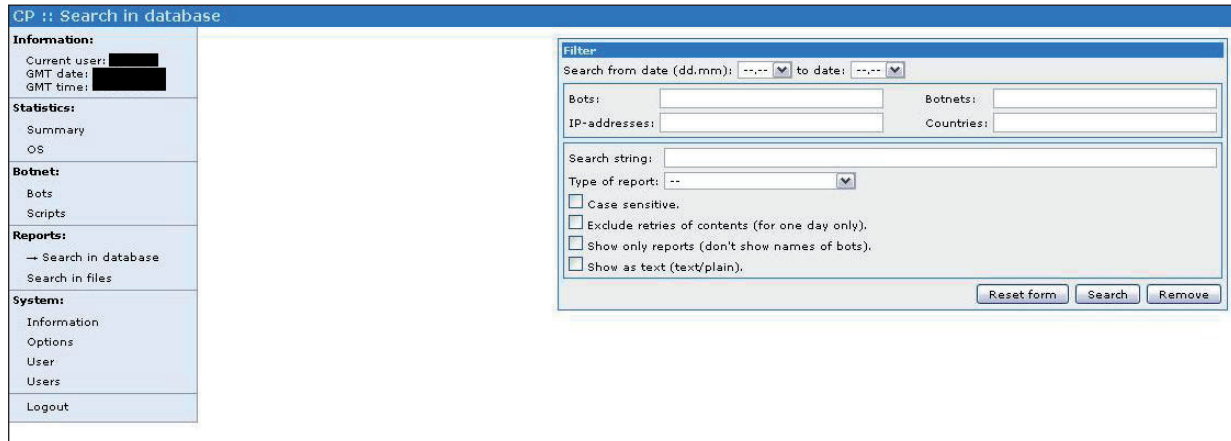 CP :: Search in database
Information:
Current user:
GMT date:
GMT time:
Statistics:
Summary
OS
Botnet:
Bots
Scripts
Reports:
→ Search in database
Search in files
System:
Information
Options
User
Users
Logout
Filter
Search from date (dd.mm): --.-- to date: --.--
Bots: Botnets:
IP-addresses: Countries:
Search string:
Type of report: --
Case sensitive.
Exclude retries of contents (for one day only).
Show only reports (don't show names of bots).
Show as text (text/plain).
Reset form Search Remove